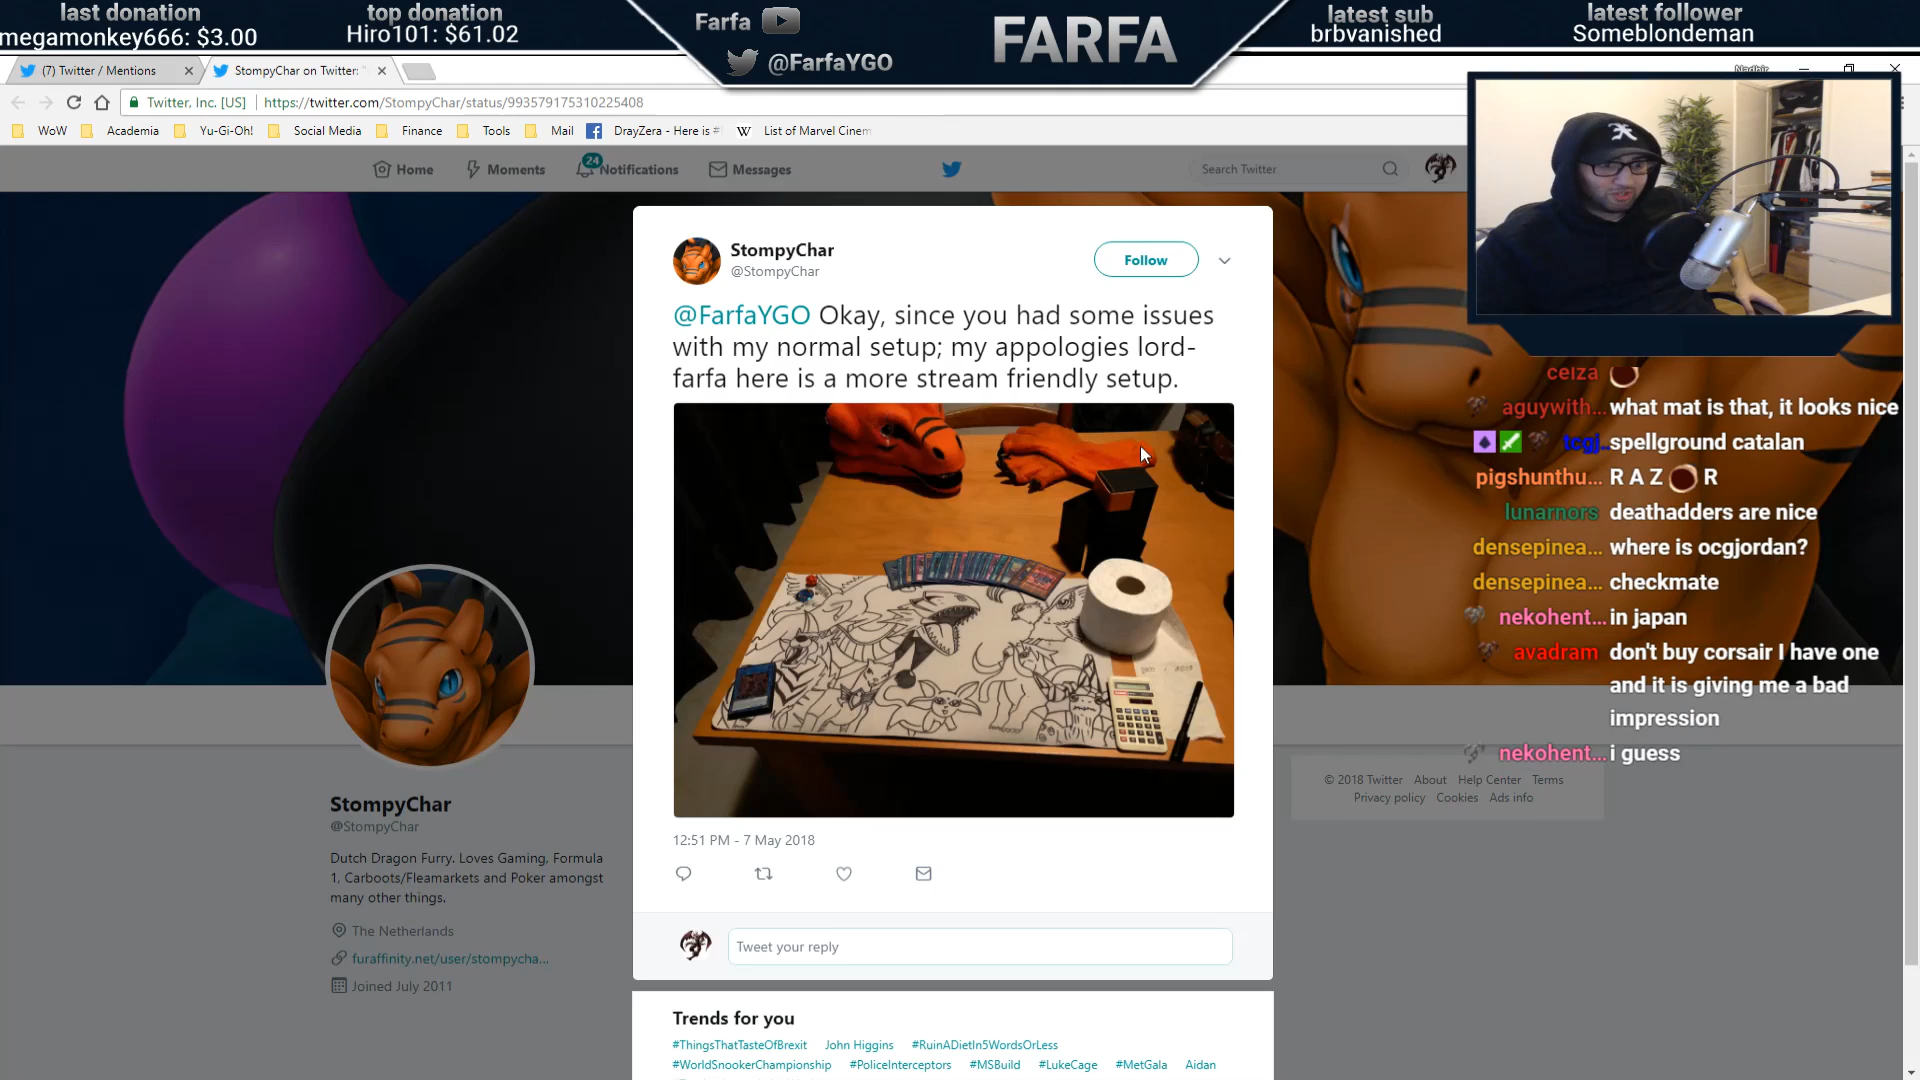 last donation
megamonkey666: $3.00
top donation
Hiro101: $61.02
Farfa
@FarfaYGO
FARFA
latest sub
brbvanished
latest follower
Someblondeman
(7) Twitter / Mentions
StompyChar on Twitter: "
Twitter, Inc. [US]
https://twitter.com/StompyChar/status/993579175310225408
WoW
Academia
Yu-Gi-Oh!
Social Media
Finance
Tools
Mail
DrayZera - Here is #
List of Marvel Cinem
Home
Moments
24
Notifications
Messages
Search Twitter
StompyChar
@StompyChar
Follow
@FarfaYGO Okay, since you had some issues
with my normal setup; my appologies lord-
farfa here is a more stream friendly setup.
12:51 PM - 7 May 2018
Tweet your reply
Trends for you
#ThingsThatTasteOfBrexit John Higgins #RuinADietIn5WordsOrLess
#WorldSnookerChampionship #PoliceInterceptors #MSBuild #LukeCage #MetGala Aidan
StompyChar
@StompyChar
Dutch Dragon Furry. Loves Gaming, Formula
1, Carboots/Fleamarkets and Poker amongst
many other things.
The Netherlands
furaffinity.net/user/stompycha...
Joined July 2011
© 2018 Twitter About Help Center Terms
Privacy policy Cookies Ads info
ceiza
aguywith... what mat is that, it looks nice
tcgj.. spellground catalan
pigshunthu... R A Z R
lunarnors deathadders are nice
densepinea... where is ocgjordan?
densepinea... checkmate
nekohent... in japan
avadram don't buy corsair I have one
and it is giving me a bad
impression
nekohent... i guess